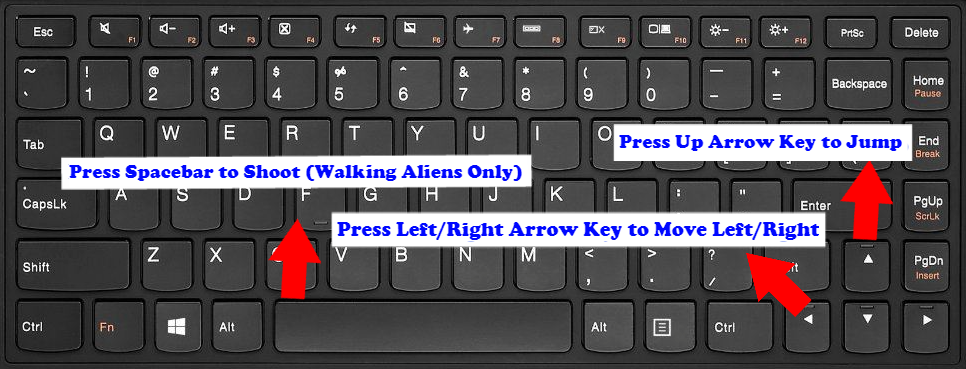 Esc F1 F2 F3 F4 F5 F6 F7 F8 F9 F10 F11 F12 PrtSc Delete
~ ! @ # $ % ^ & * ( ) — + Backspace Home
` 1 2 3 4 5 6 7 8 9 0 - = Pause
Tab Q W E R T Y U I O End
Press Up Arrow Key to Jump
Break
Press Spacebar to Shoot (Walking Aliens Only)
CapsLk A S D F G H J K L : " Enter PgUp
ScrLk
Press Left/Right Arrow Key to Move Left/Right
Shift Z X V B N M < > ? PgDn
, . / Insert
Ctrl Fn Alt Alt Ctrl